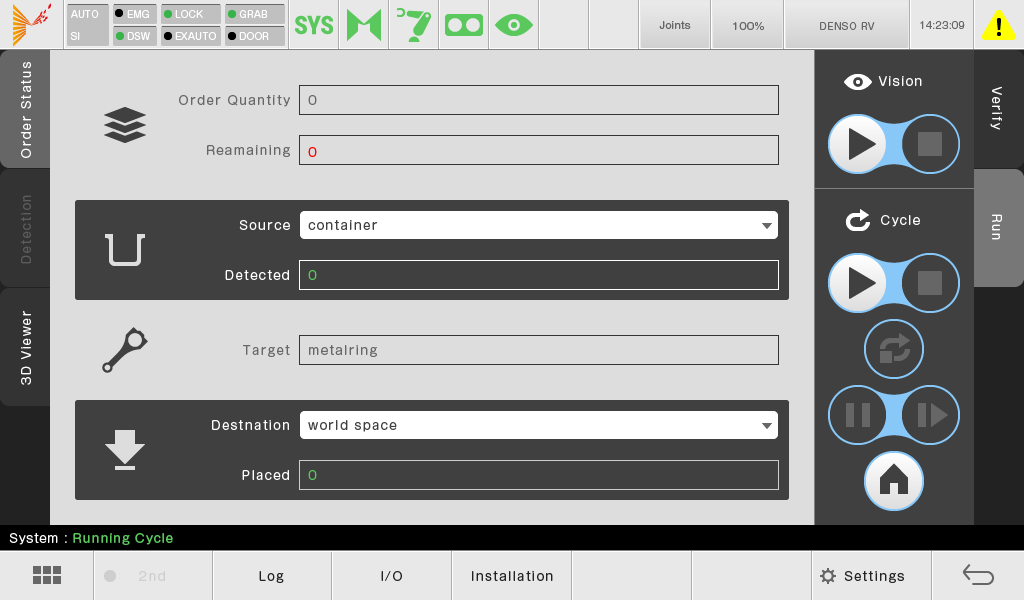 AUTO EMG LOCK GRAB
SI DSW EXAUTO DOOR
SYS
Joints 100% DENSO RV 14:23:09
Order Status
Detection
3D Viewer
Order Quantity 0
Reamaining 0
Source container
Detected 0
Target metalring
Destnation world space
Placed 0
Vision
Cycle
Verify
Run
System : Running Cycle
2nd Log I/O Installation Settings